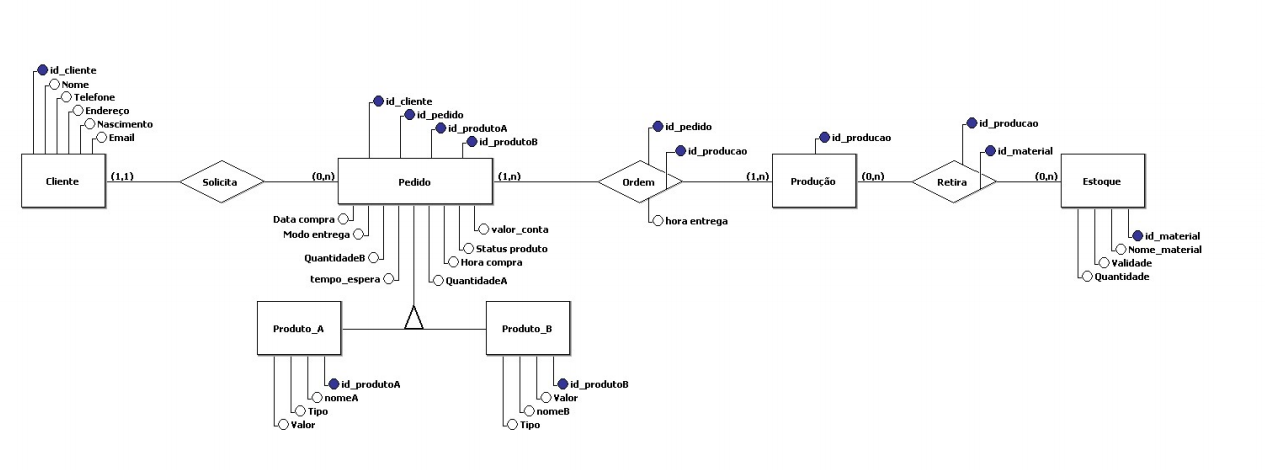 id_cliente
Nome
Telefone
Endereço
Nascimento
Email
Cliente
(1,1)
Solicita
(0,n)
id_cliente
id_pedido
id_produtoA
id_produtoB
Pedido
(1,n)
Data compra
Modo entrega
QuantidadeB
tempo_espera
valor_conta
Status produto
Hora compra
QuantidadeA
id_pedido
id_producao
Ordem
hora entrega
(1,n)
id_producao
Produção
(0,n)
id_producao
id_material
Retira
(0,n)
Estoque
id_material
Nome_material
Validade
Quantidade
Produto_A
id_produtoA
nomeA
Tipo
Valor
Produto_B
id_produtoB
Valor
nomeB
Tipo